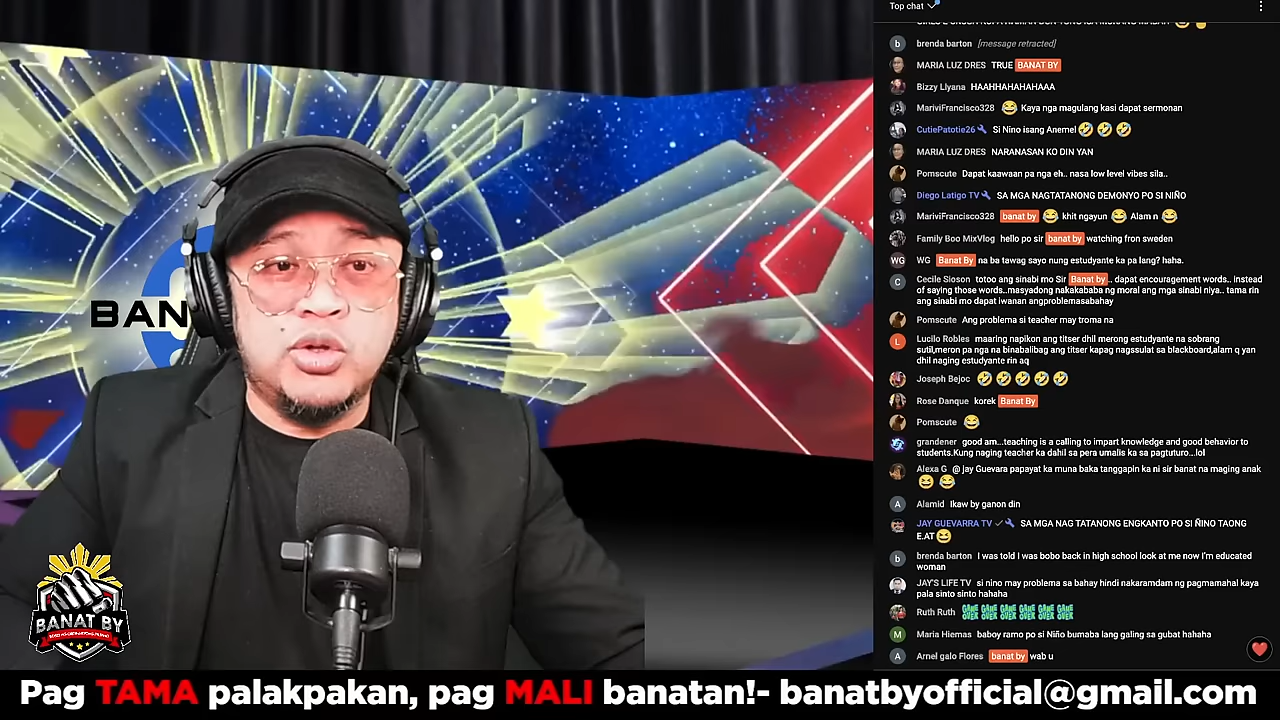 Top chat
brenda barton [message retracted]
MARIA LUZ DRES TRUE BANAT BY
Bizzy Llyana HAAHHAHAHAHAAA
MariviFrancisco328 😂 Kaya nga magulang kasi dapat sermonan
CutiePatotie26 Si Nino isang Anemel 🤣 🤣 🤣
MARIA LUZ DRES NARANASAN KO DIN YAN
Pomscute Dapat kaawaan pa nga eh.. nasa low level vibes sila..
Diego Latigo TV SA MGA NAGTATANONG DEMONYO PO SI NIÑO
MariviFrancisco328 banat by 😂 khit ngayun 😂 Alam n 😂
Family Boo MixVlog hello po sir banat by watching fron sweden
WG WG Banat By na ba tawag sayo nung estudyante ka pa lang? haha.
C Cecile Sioson totoo ang sinabi mo Sir Banat by.. dapat encouragement words.. instead
of saying those words..masyadong nakakababa ng moral ang mga sinabi niya.. tama rin
ang sinabi mo dapat iwanan angproblemasabahay
Pomscute Ang problema si teacher may troma na
L Lucilo Robles maaring napikon ang titser dhil merong estudyante na sobrang
sutil,meron pa nga na binabalibag ang titser kapag nagssulat sa blackboard,alam q yan
dhil naging estudyante rin aq
Joseph Bejoc 🤣 🤣 🤣 🤣 🤣
Rose Danque korek Banat By
Pomscute 😂
grandener good am...teaching is a calling to impart knowledge and good behavior to
students.Kung naging teacher ka dahil sa pera umalis ka sa pagtuturo...lol
Alexa G @ Jay Guevara papayat ka muna baka tanggapin ka ni sir banat na maging anak
😆 😂
A Alamid Ikaw by ganon din
JAY GUEVARRA TV SA MGA NAG TATANONG ENGKANTO PO SI ÑINO TAONG
E.AT 😆
b brenda barton I was told I was bobo back in high school look at me now I'm educated
woman
JAY'S LIFE TV si nino may problema sa bahay hindi nakaramdam ng pagmamahal kaya
pala sinto sinto hahaha
Ruth Ruth GAME OVER GAME OVER GAME OVER GAME OVER GAME OVER GAME OVER
M Maria Hiemas baboy ramo po si Niño bumaba lang galing sa gubat hahaha
A Arnel galo Flores banat by wab u
BAN
BANAT BY
Pag TAMA palakpakan, pag MALI banatan!- banatbyofficial@gmail.com